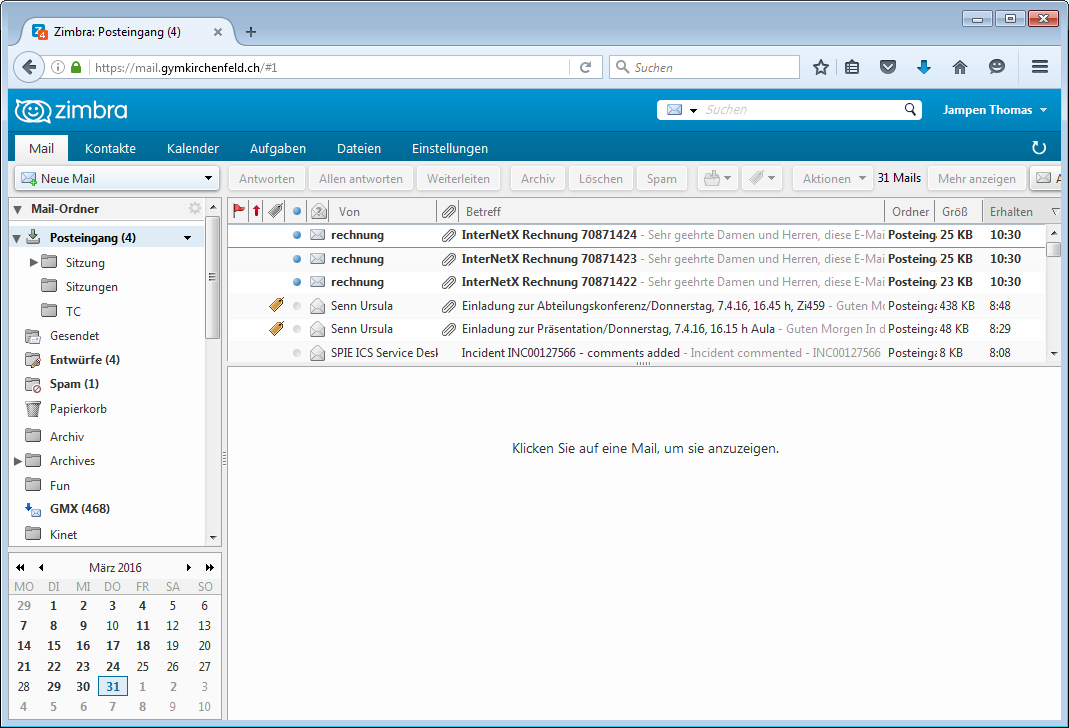 Zimbra: Posteingang (4)
https://mail.gymkirchenfeld.ch/#1
Suchen
zimbra
Suchen
Jampen Thomas
Mail Kontakte Kalender Aufgaben Dateien Einstellungen
Neue Mail Antworten Allen antworten Weiterleiten Archiv Löschen Spam Aktionen 31 Mails Mehr anzeigen A
Mail-Ordner
Posteingang (4)
Sitzung
Sitzungen
TC
Gesendet
Entwürfe (4)
Spam (1)
Papierkorb
Archiv
Archives
Fun
GMX (468)
Kinet
Von Betreff Ordner Größ Erhalten
rechnung InterNetX Rechnung 70871424 - Sehr geehrte Damen und Herren, diese E-Mai Posteing 25 KB 10:30
rechnung InterNetX Rechnung 70871423 - Sehr geehrte Damen und Herren, diese E-Mai Posteing 25 KB 10:30
rechnung InterNetX Rechnung 70871422 - Sehr geehrte Damen und Herren, diese E-Mai Posteing 23 KB 10:30
Senn Ursula Einladung zur Abteilungskonferenz/Donnerstag, 7.4.16, 16.45 h, Zi459 - Guten Mo Posteinga 438 KB 8:48
Senn Ursula Einladung zur Präsentation/Donnerstag, 7.4.16, 16.15 h Aula - Guten Morgen In d Posteinga 48 KB 8:29
SPIE ICS Service Desk Incident INC00127566 - comments added - Incident commented - INC00127566 Posteinga 8 KB 8:08
Klicken Sie auf eine Mail, um sie anzuzeigen.
März 2016
MO DI MI DO FR SA SO
29 1 2 3 4 5 6
7 8 9 10 11 12 13
14 15 16 17 18 19 20
21 22 23 24 25 26 27
28 29 30 31 1 2 3
4 5 6 7 8 9 10